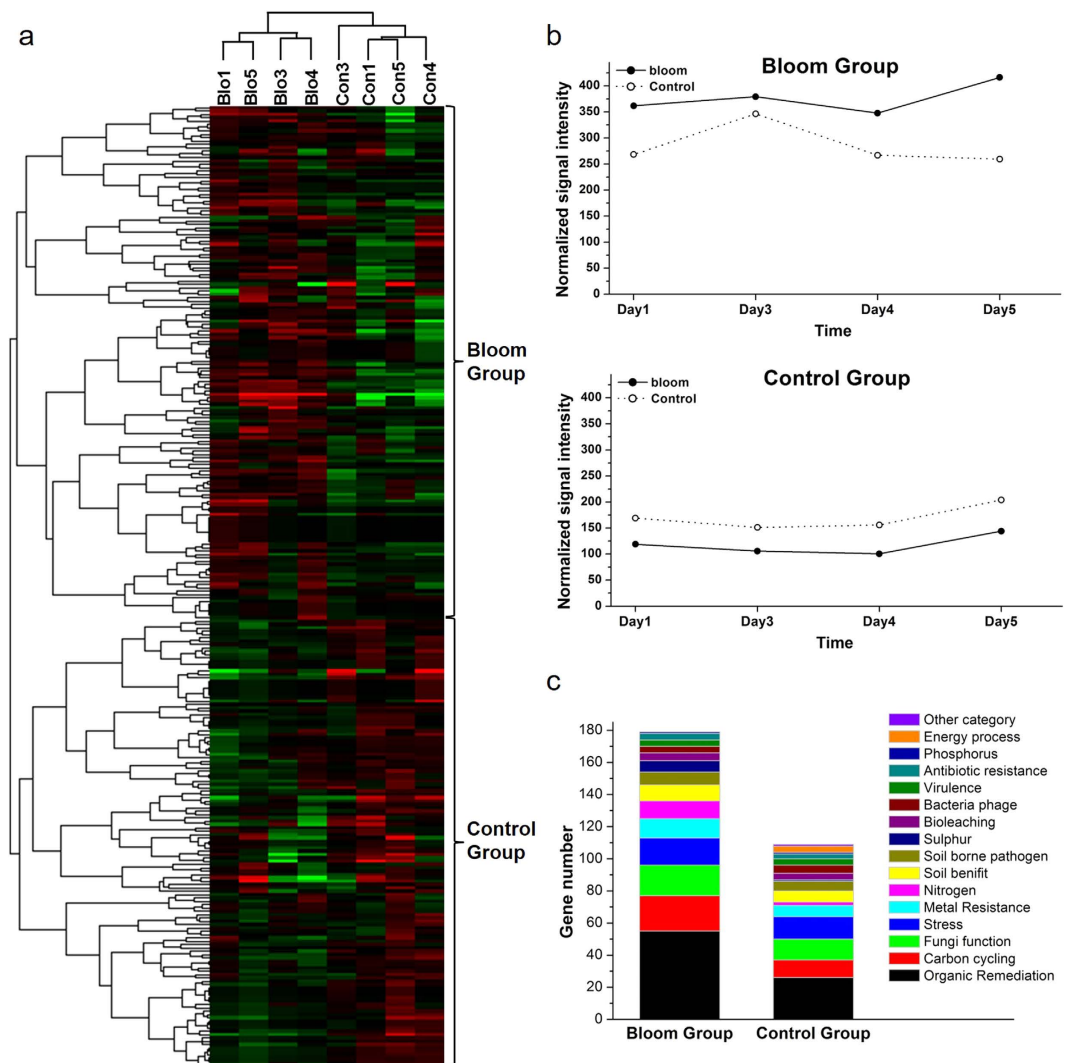 a
Blo1
Blo5
Blo3
Blo4
Con3
Con1
Con5
Con4
Bloom
Group
Control
Group
b
Bloom Group
bloom
Control
Normalized signal intensity
400
350
300
250
200
150
100
50
0
Day1
Day3
Day4
Day5
Time
Control Group
bloom
Control
Normalized signal intensity
400
350
300
250
200
150
100
50
0
Day1
Day3
Day4
Day5
Time
c
Gene number
180
160
140
120
100
80
60
40
20
0
Bloom Group
Control Group
Other category
Energy process
Phosphorus
Antibiotic resistance
Virulence
Bacteria phage
Bioleaching
Sulphur
Soil borne pathogen
Soil benifit
Nitrogen
Metal Resistance
Stress
Fungi function
Carbon cycling
Organic Remediation